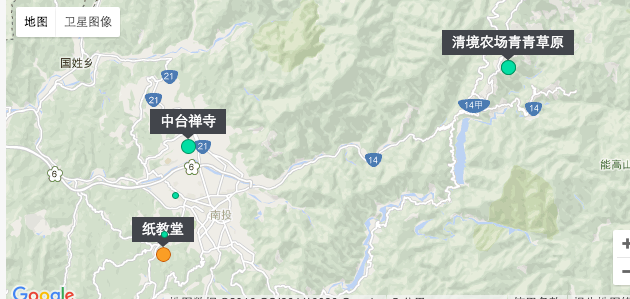 地图 卫星图像
清境农场青青草原
国姓乡
21
21
14甲
14
中台禅寺
21
6
6
14
能高山
南投
纸教堂
Google